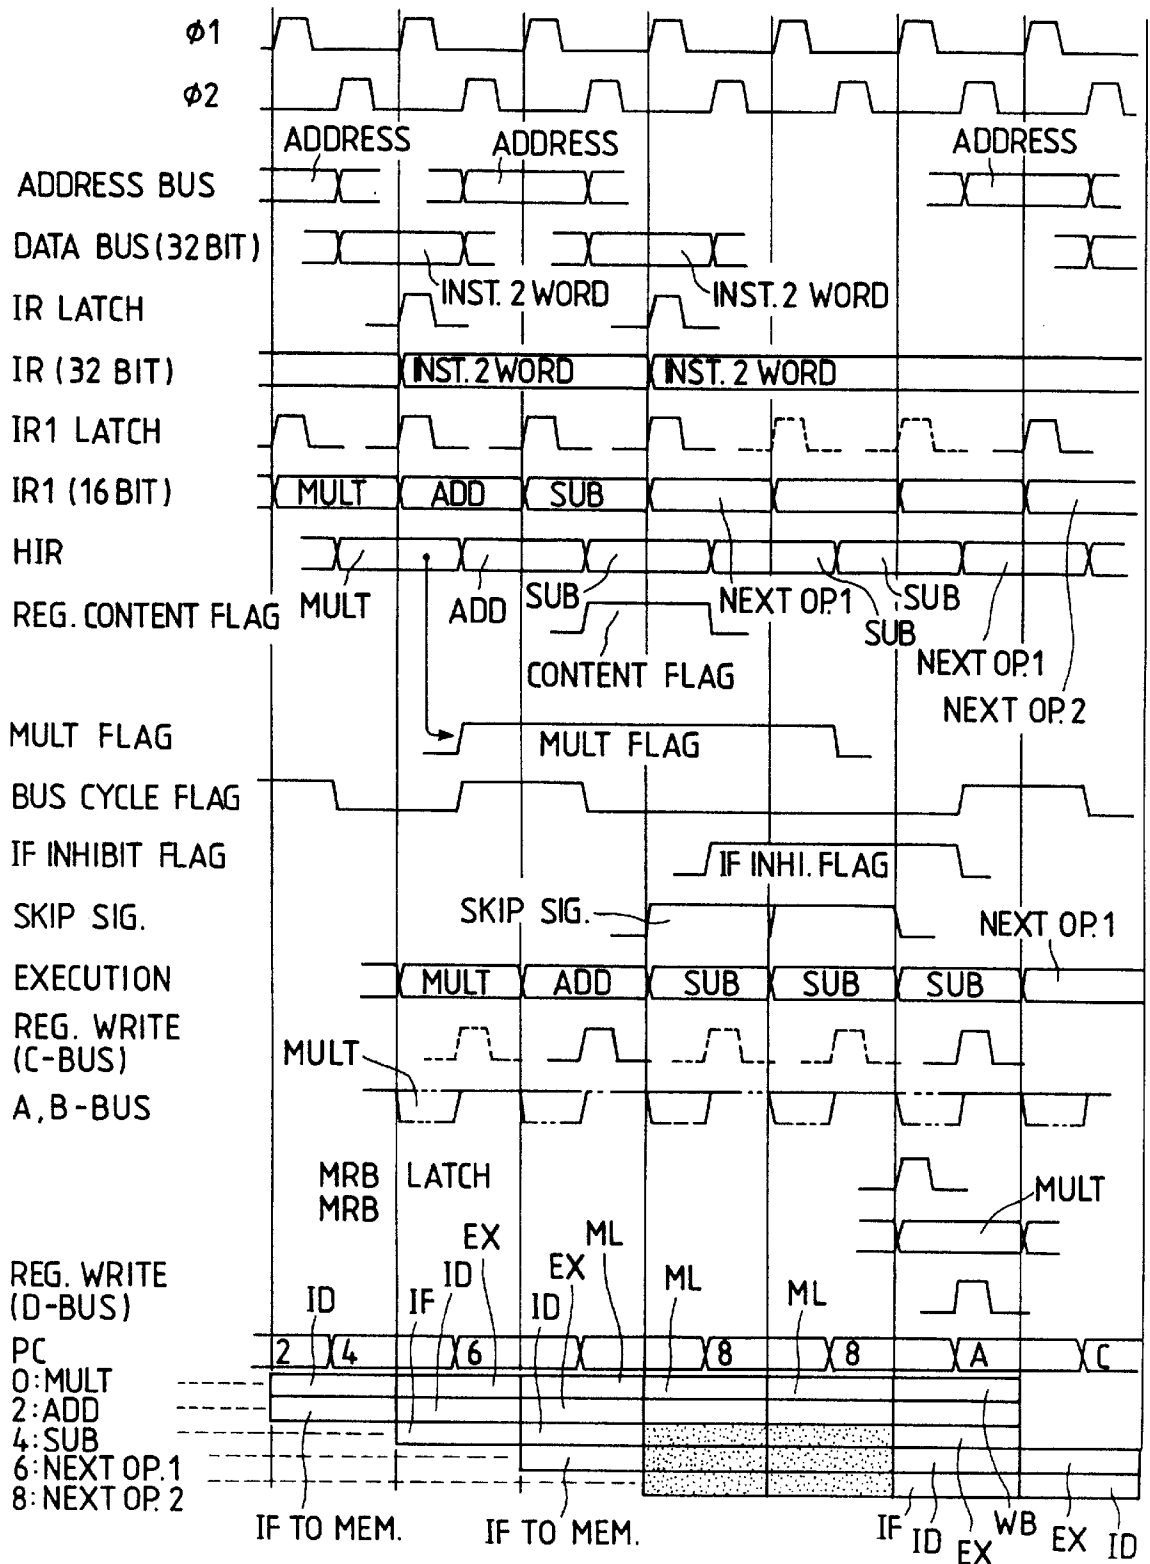 ø1
ø2
ADDRESS ADDRESS ADDRESS
ADDRESS BUS
DATA BUS (32 BIT)
INST. 2 WORD INST. 2 WORD
IR LATCH
IR (32 BIT) INST. 2 WORD INST. 2 WORD
IR1 LATCH
IR1 (16 BIT) MULT ADD SUB
HIR
MULT ADD SUB NEXT OP.1 SUB SUB
REG. CONTENT FLAG
CONTENT FLAG NEXT OP.1
NEXT OP. 2
MULT FLAG MULT FLAG
BUS CYCLE FLAG
IF INHIBIT FLAG IF INHI. FLAG
SKIP SIG. SKIP SIG. NEXT OP.1
EXECUTION MULT ADD SUB SUB SUB
REG. WRITE
(C-BUS) MULT
A, B-BUS
MRB LATCH
MRB MULT
REG. WRITE
(D-BUS)
ID IF ID EX ID EX ML ML ML
PC 2 4 6 8 8 A C
0:MULT
2:ADD
4:SUB
6:NEXT OP.1
8:NEXT OP. 2
IF TO MEM. IF TO MEM. IF ID EX WB EX ID